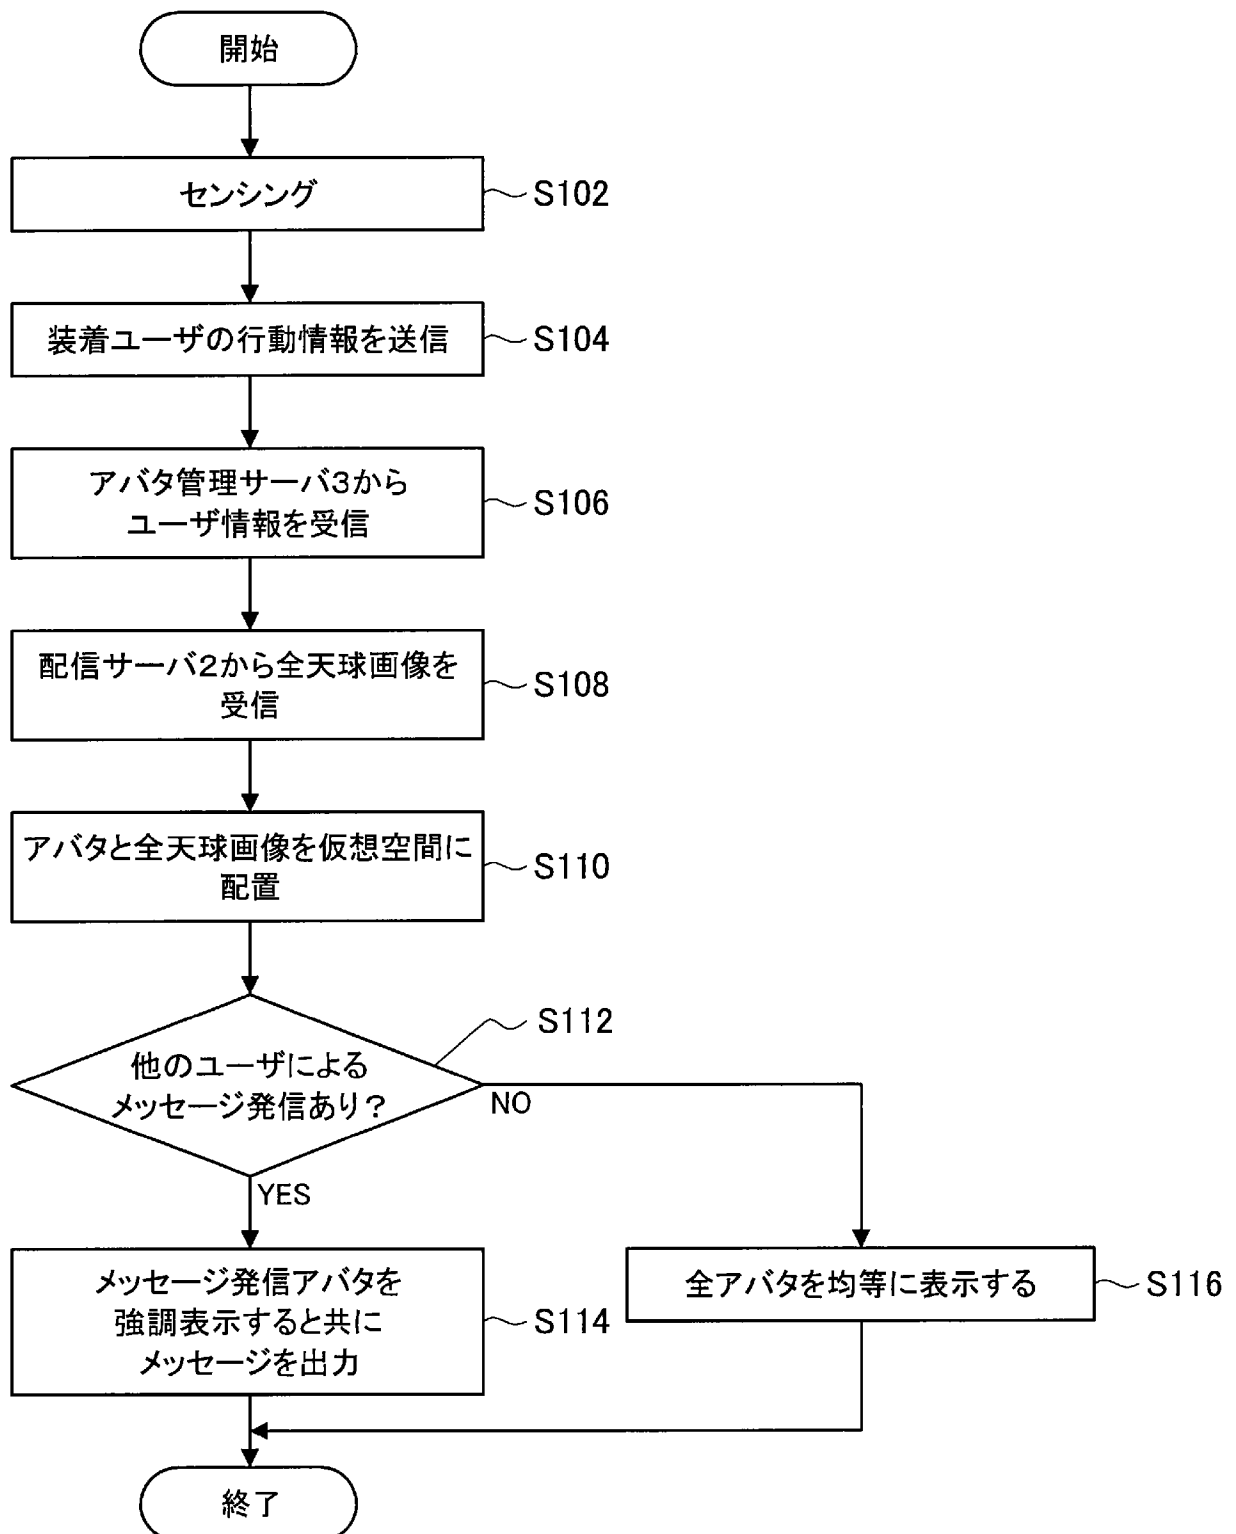 開始
センシング
S102
装着ユーザの行動情報を送信
S104
アバタ管理サーバ3から
ユーザ情報を受信
S106
配信サーバ2から全天球画像を
受信
S108
アバタと全天球画像を仮想空間に
配置
S110
他のユーザによる
メッセージ発信あり?
S112
NO
YES
メッセージ発信アバタを
強調表示すると共に
メッセージを出力
S114
全アバタを均等に表示する
S116
終了